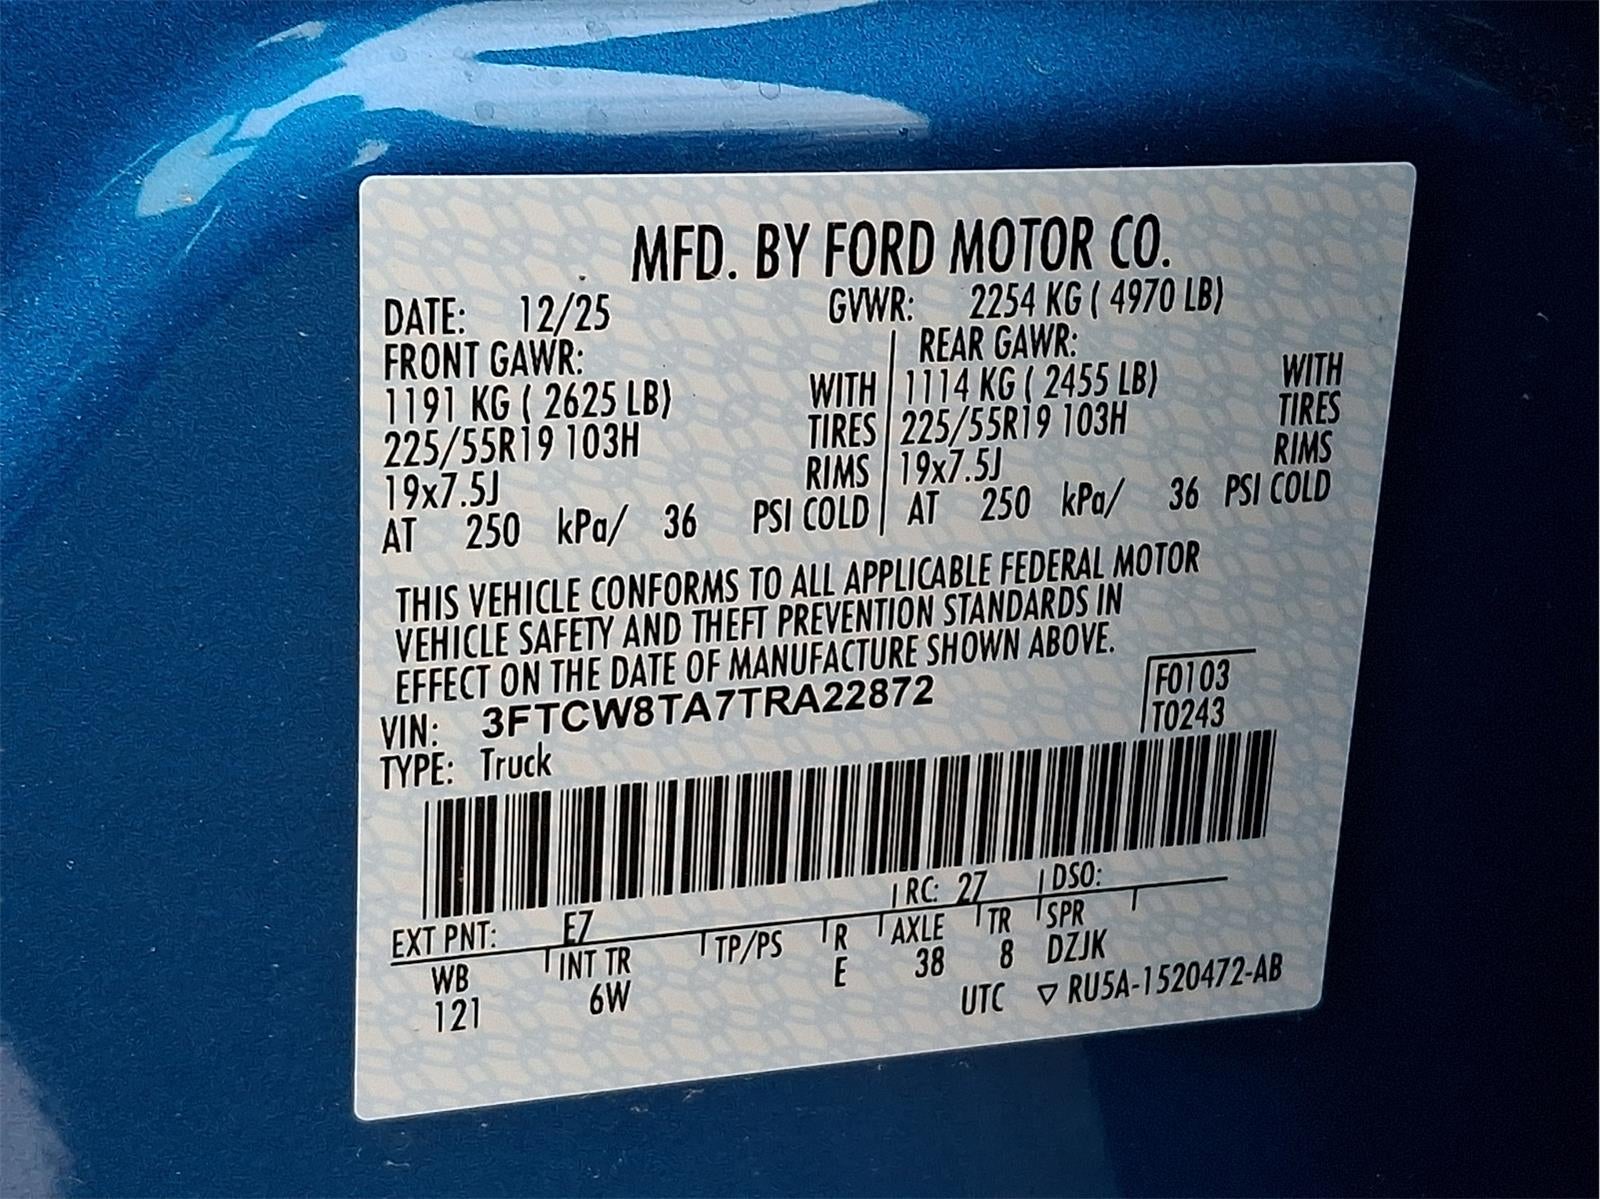 MFD. BY FORD MOTOR CO.
DATE: 12/25 GVWR: 2254 KG ( 4970 LB)
FRONT GAWR: REAR GAWR:
1191 KG ( 2625 LB) WITH 1114 KG ( 2455 LB) WITH
225/55R19 103H TIRES 225/55R19 103H TIRES
19x7.5J RIMS 19x7.5J RIMS
AT 250 kPa/ 36 PSI COLD AT 250 kPa/ 36 PSI COLD
THIS VEHICLE CONFORMS TO ALL APPLICABLE FEDERAL MOTOR
VEHICLE SAFETY AND THEFT PREVENTION STANDARDS IN
EFFECT ON THE DATE OF MANUFACTURE SHOWN ABOVE.
VIN: 3FTCW8TA7TRA22872 F0103
TYPE: Truck T0243
EXT PNT: EZ RC: 27 DSO:
WB INT TR TP/PS R AXLE TR SPR
121 6W E 38 8 DZJK
UTC ▽ RU5A-1520472-AB